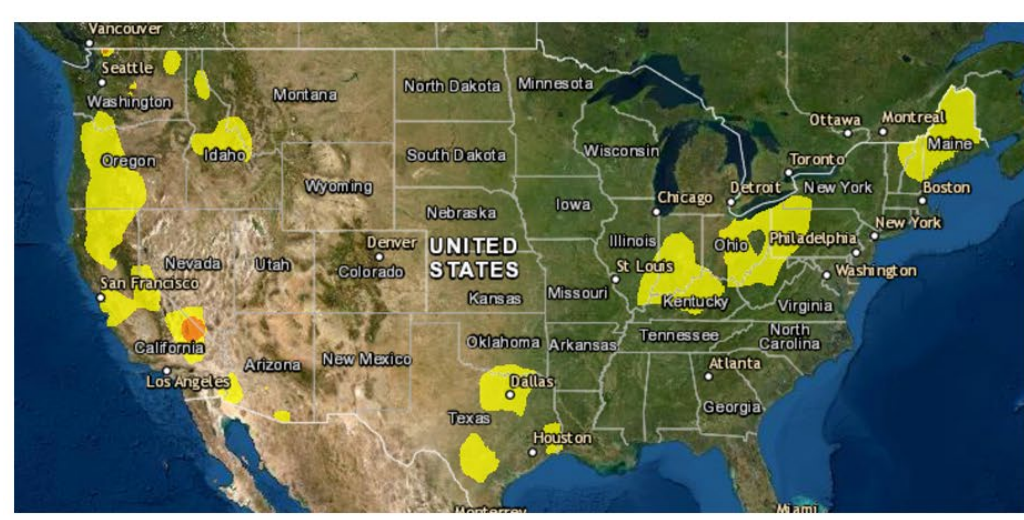 Vancouver
Seattle
Washington
Montana
North Dakota
Minnesota
Ottawa
Montreal
Maine
Oregon
Idaho
South Dakota
Wisconsin
Toronto
Wyoming
Chicago
Detroit
New York
Boston
Nebraska
Iowa
New York
Denver
UNITED
STATES
Illinois
Ohio
Philadelphia
Nevada
Utah
Colorado
St Louis
Washington
San Francisco
Kansas
Missouri
Kentucky
Virginia
California
Arizona
New Mexico
Oklahoma
Arkansas
Tennessee
North
Carolina
Los Angeles
Dallas
Atlanta
Texas
Georgia
Houston
Monterrey
Miami